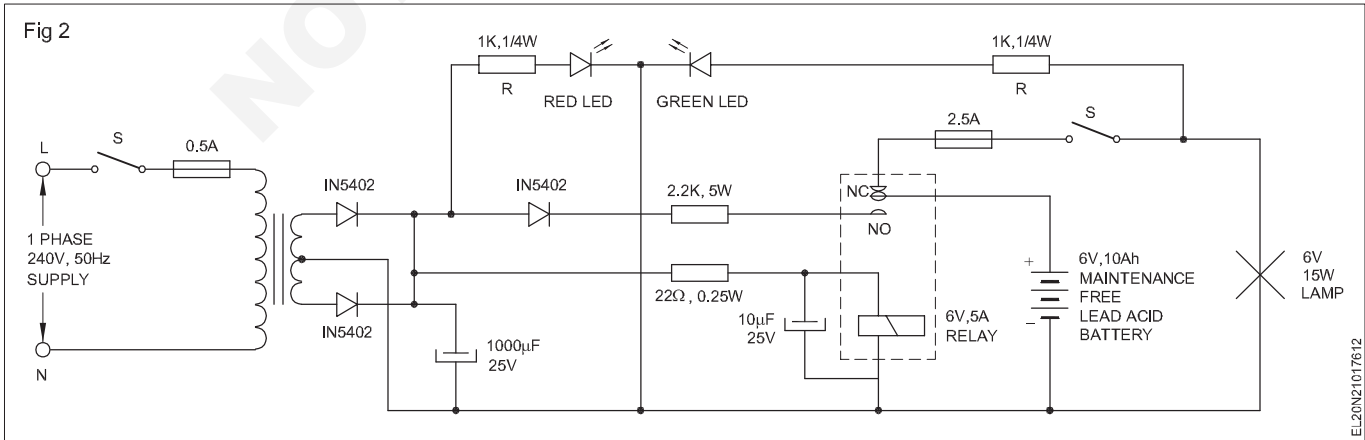 Fig 2
NO
1K,1/4W
R
RED LED
GREEN LED
1K,1/4W
R
L
S
0.5A
2.5A
S
IN5402
IN5402
2.2K, 5W
NC
NO
1 PHASE
240V, 50Hz
SUPPLY
+
6V,10Ah
MAINTENANCE
FREE
LEAD ACID
BATTERY
–
6V
15W
LAMP
22Ω, 0.25W
IN5402
10µF
25V
6V,5A
RELAY
1000µF
25V
N
EL20N21017612